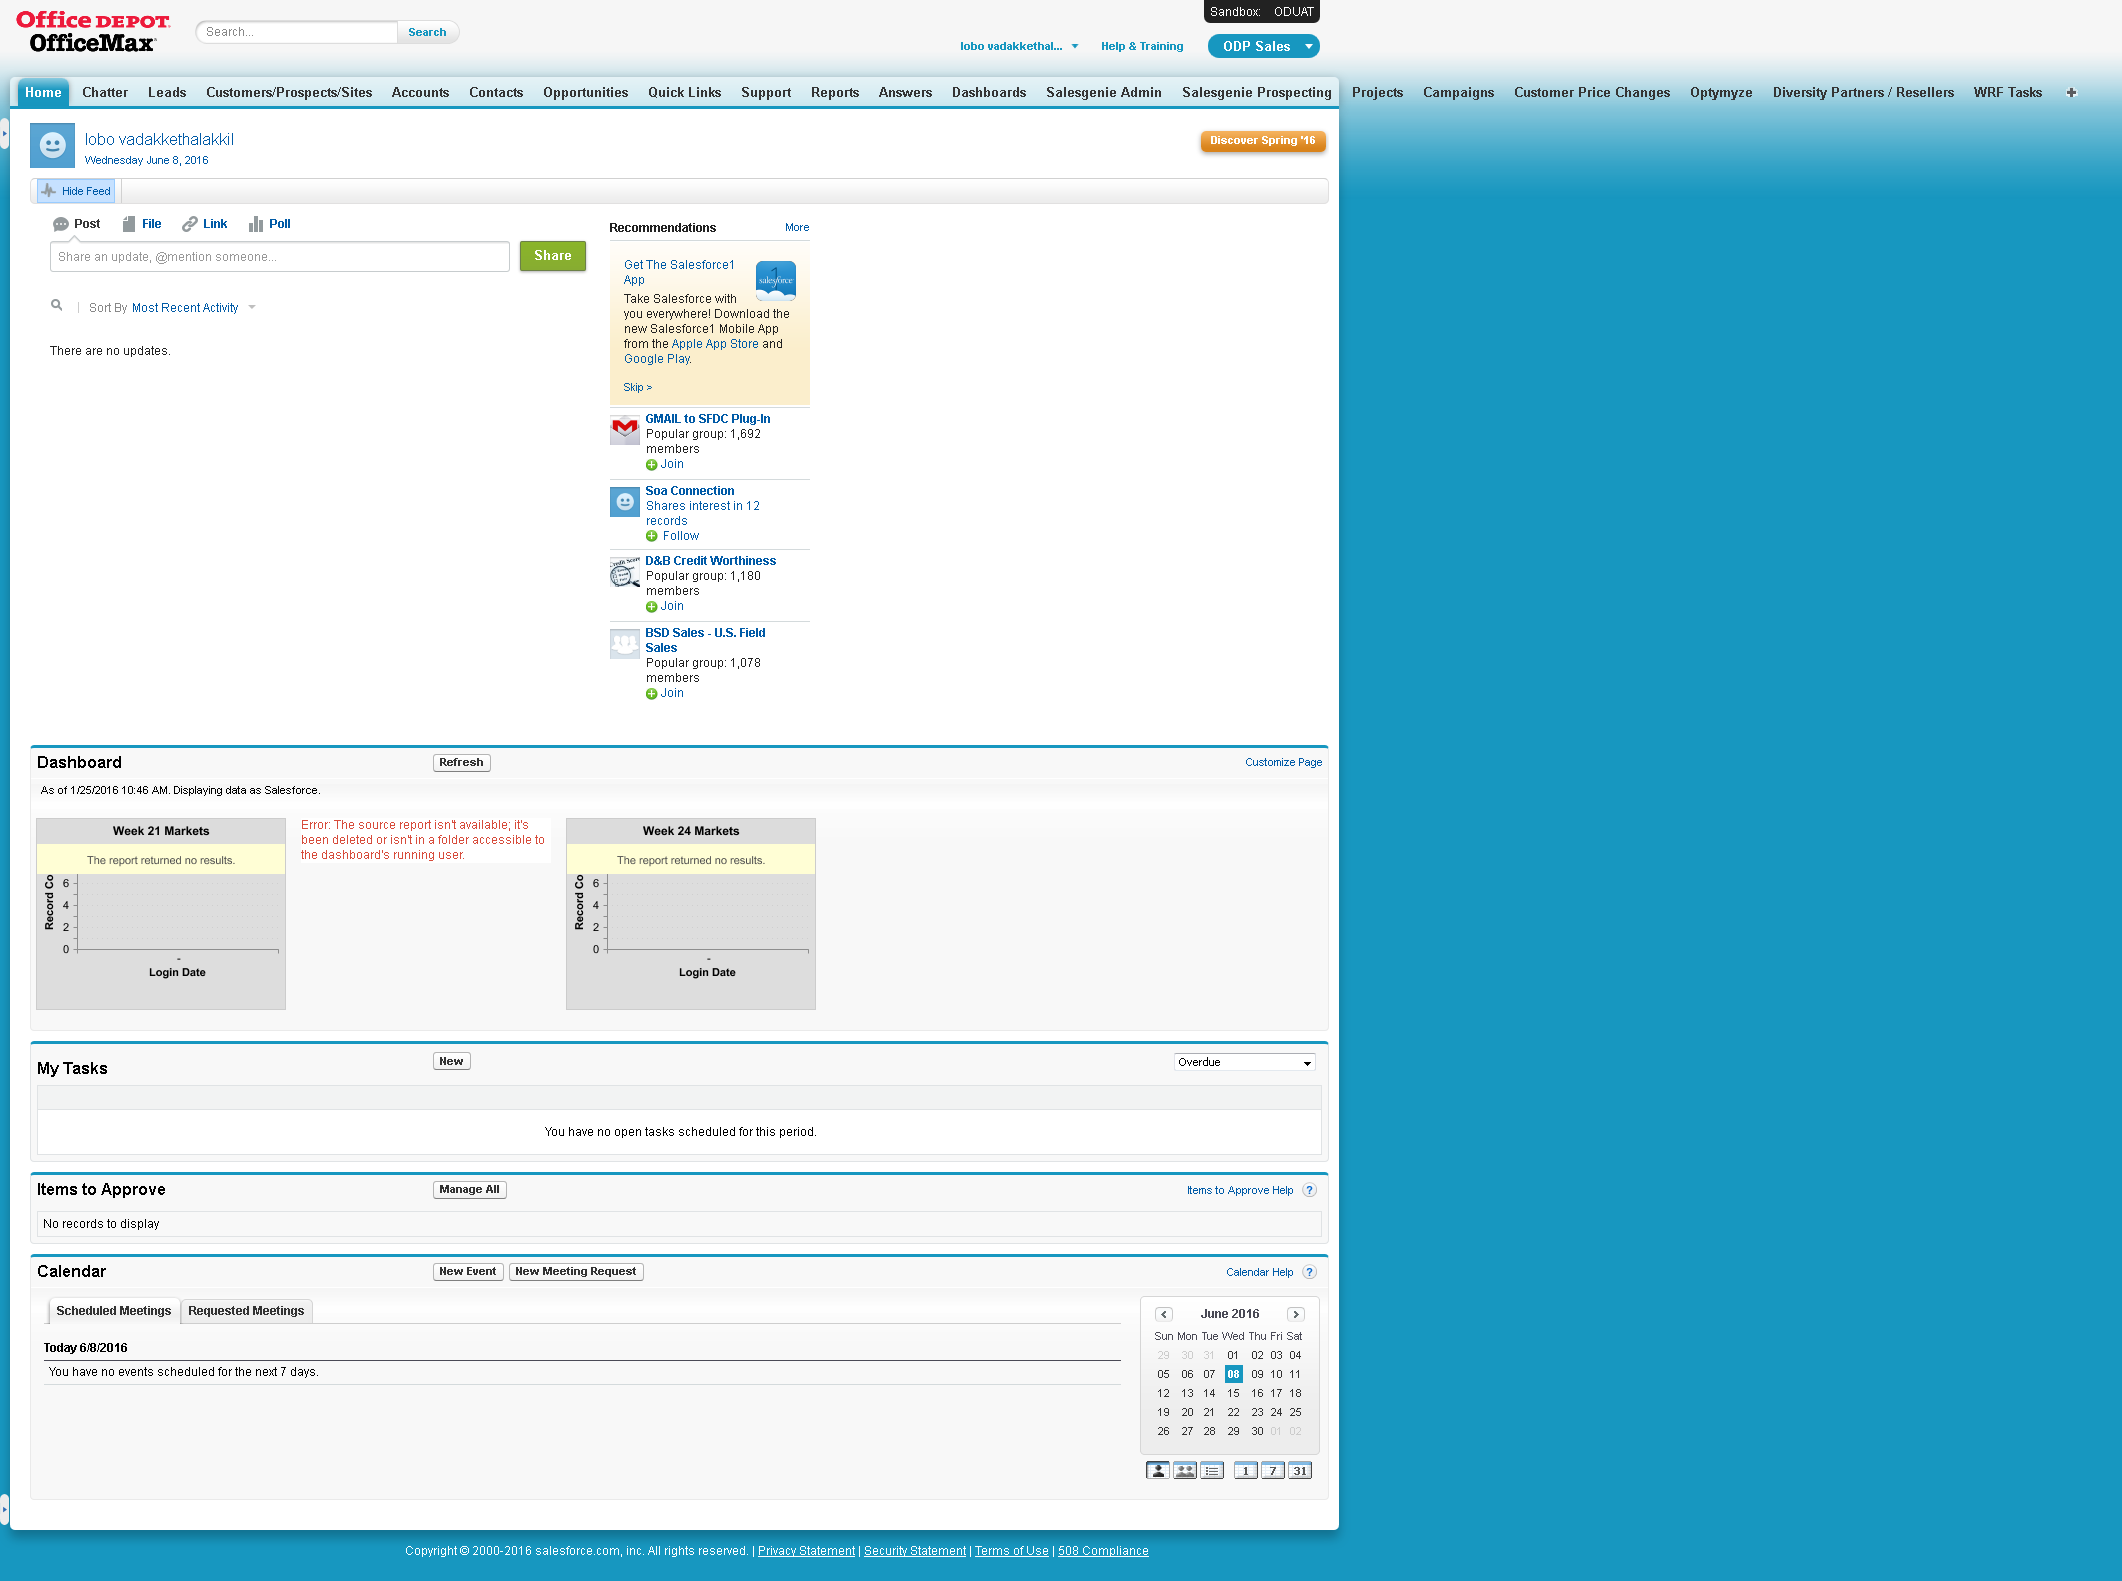 Office DEPOT
OfficeMax
Search...
Search
Sandbox: ODUAT
lobo vadakkethal...
Help & Training
ODP Sales
Home Chatter Leads Customers/Prospects/Sites Accounts Contacts Opportunities Quick Links Support Reports Answers Dashboards Salesgenie Admin Salesgenie Prospecting Projects Campaigns Customer Price Changes Optymyze Diversity Partners / Resellers WRF Tasks
lobo vadakkethalakkil
Wednesday June 8, 2016
Discover Spring '16
Hide Feed
Post File Link Poll
Share an update, @mention someone...
Share
Sort By Most Recent Activity
There are no updates.
Recommendations More
Get The Salesforce1
App
1
salesforce
Take Salesforce with
you everywhere! Download the
new Salesforce1 Mobile App
from the Apple App Store and
Google Play.
Skip >
GMAIL to SFDC Plug-In
Popular group: 1,692
members
Join
Soa Connection
Shares interest in 12
records
Follow
D&B Credit Worthiness
Popular group: 1,180
members
Join
BSD Sales - U.S. Field
Sales
Popular group: 1,078
members
Join
Dashboard Refresh Customize Page
As of 1/25/2016 10:46 AM. Displaying data as Salesforce.
Week 21 Markets
The report returned no results.
Record Co
6
4
2
0
-
Login Date
Error: The source report isn't available; it's
been deleted or isn't in a folder accessible to
the dashboard's running user.
Week 24 Markets
The report returned no results.
Record Co
6
4
2
0
-
Login Date
My Tasks New Overdue
You have no open tasks scheduled for this period.
Items to Approve Manage All Items to Approve Help ?
No records to display
Calendar New Event New Meeting Request Calendar Help ?
Scheduled Meetings Requested Meetings
Today 6/8/2016
You have no events scheduled for the next 7 days.
< June 2016 >
Sun Mon Tue Wed Thu Fri Sat
29 30 31 01 02 03 04
05 06 07 08 09 10 11
12 13 14 15 16 17 18
19 20 21 22 23 24 25
26 27 28 29 30 01 02
1 7 31
Copyright © 2000-2016 salesforce.com, inc. All rights reserved. | Privacy Statement | Security Statement | Terms of Use | 508 Compliance